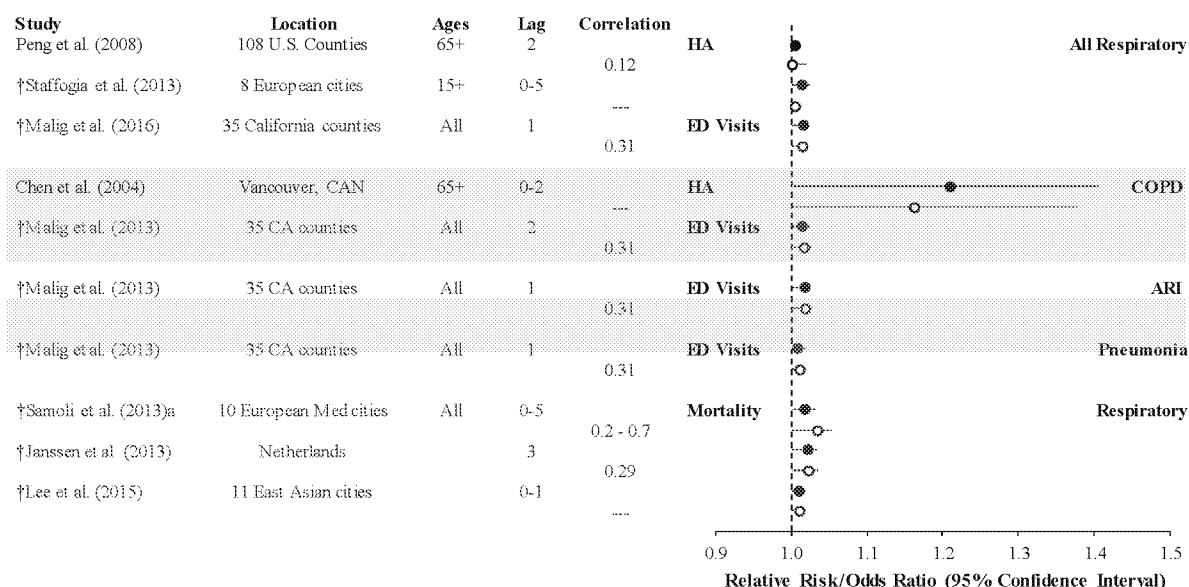 Study Location Ages Lag Correlation
Peng et al. (2008) 108 U.S. Counties 65+ 2 HA All Respiratory
0.12
†Staffogia et al. (2013) 8 European cities 15+ 0-5
---
†Malig et al. (2016) 35 California counties All 1 ED Visits
0.31
Chen et al. (2004) Vancouver, CAN 65+ 0-2 HA COPD
---
†Malig et al. (2013) 35 CA counties All 2 ED Visits
0.31
†Malig et al. (2013) 35 CA counties All 1 ED Visits ARI
0.31
†Malig et al. (2013) 35 CA counties All 1 ED Visits Pneumonia
0.31
†Samoli et al. (2013)a 10 European Med cities All 0-5 Mortality Respiratory
0.2 - 0.7
†Janssen et al (2013) Netherlands 3
0.29
†Lee et al. (2015) 11 East Asian cities 0-1
----
0.9 1.0 1.1 1.2 1.3 1.4 1.5
Relative Risk/Odds Ratio (95% Confidence Interval)